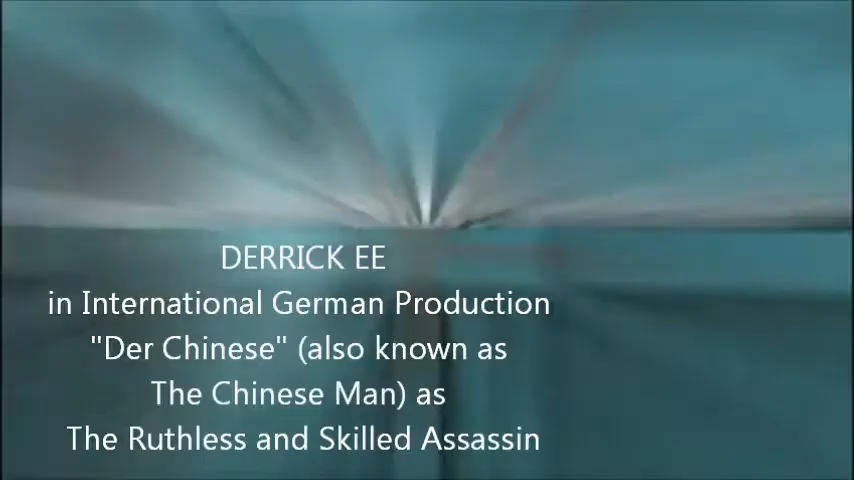 DERRICK EE
in International German Production
"Der Chinese" (also known as
The Chinese Man) as
The Ruthless and Skilled Assassin